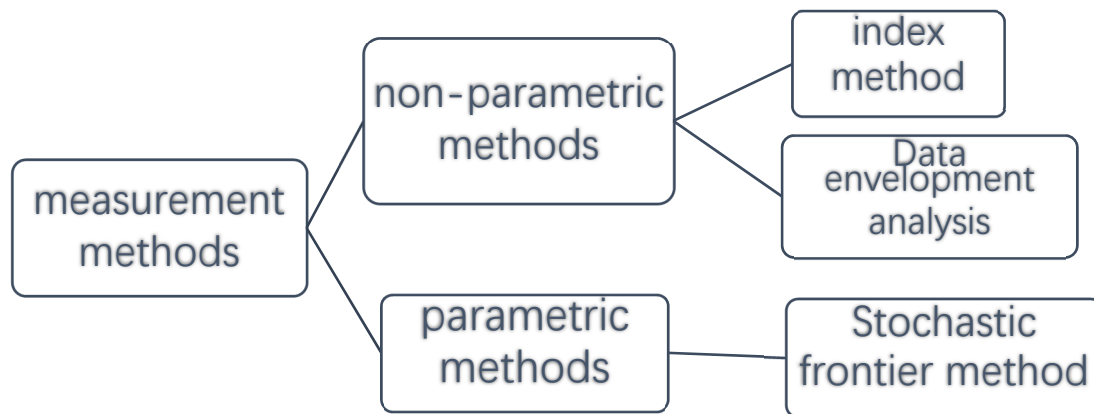 measurement
methods
non-parametric
methods
index
method
Data
envelopment
analysis
parametric
methods
Stochastic
frontier method